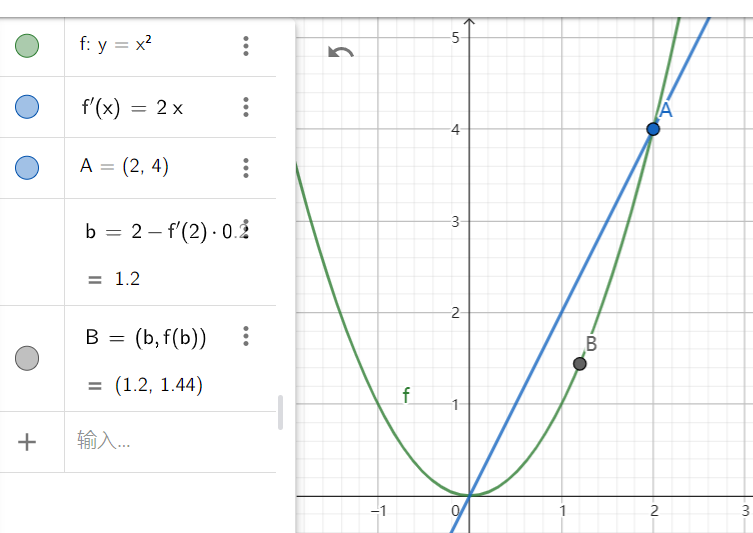 f: y = x²
f′(x) = 2 x
A = (2, 4)
b = 2 − f′(2) · 0.2
= 1.2
B = (b, f(b))
= (1.2, 1.44)
输入...
5
A
4
3
2
B
f
1
−1
0
1
2
3